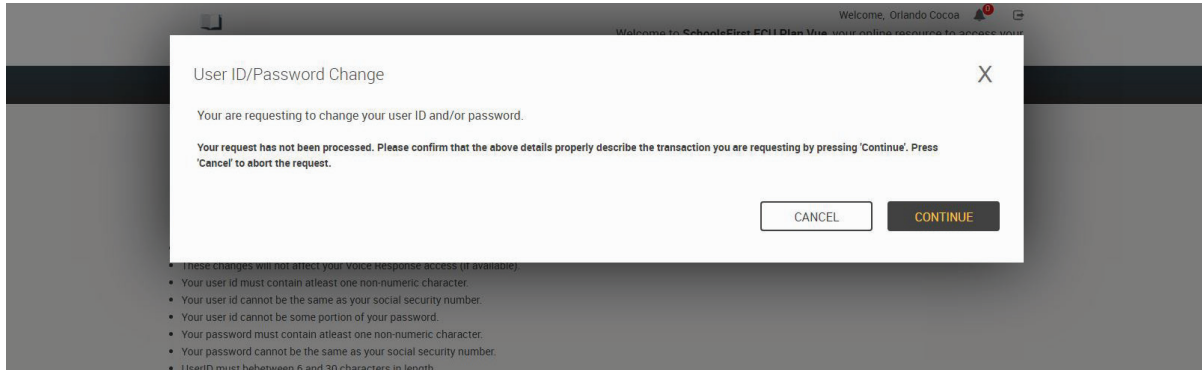 Welcome, Orlando Cocoa
0
Welcome to SchoolsFirst FCU Plan Vue, your online resource to access your
User ID/Password Change
X
Your are requesting to change your user ID and/or password.
Your request has not been processed. Please confirm that the above details properly describe the transaction you are requesting by pressing 'Continue'. Press
'Cancel' to abort the request.
CANCEL
CONTINUE
These changes will not affect your Voice Response access (if available).
Your user id must contain atleast one non-numeric character.
Your user id cannot be the same as your social security number.
Your user id cannot be some portion of your password.
Your password must contain atleast one non-numeric character.
Your password cannot be the same as your social security number.
UserID must bebetween 6 and 30 characters in length